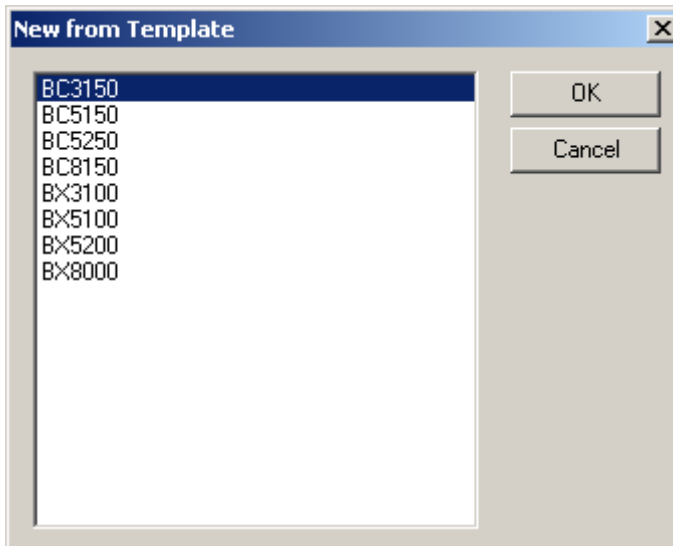 New from Template
BC3150
BC5150
BC5250
BC8150
BX3100
BX5100
BX5200
BX8000
OK
Cancel